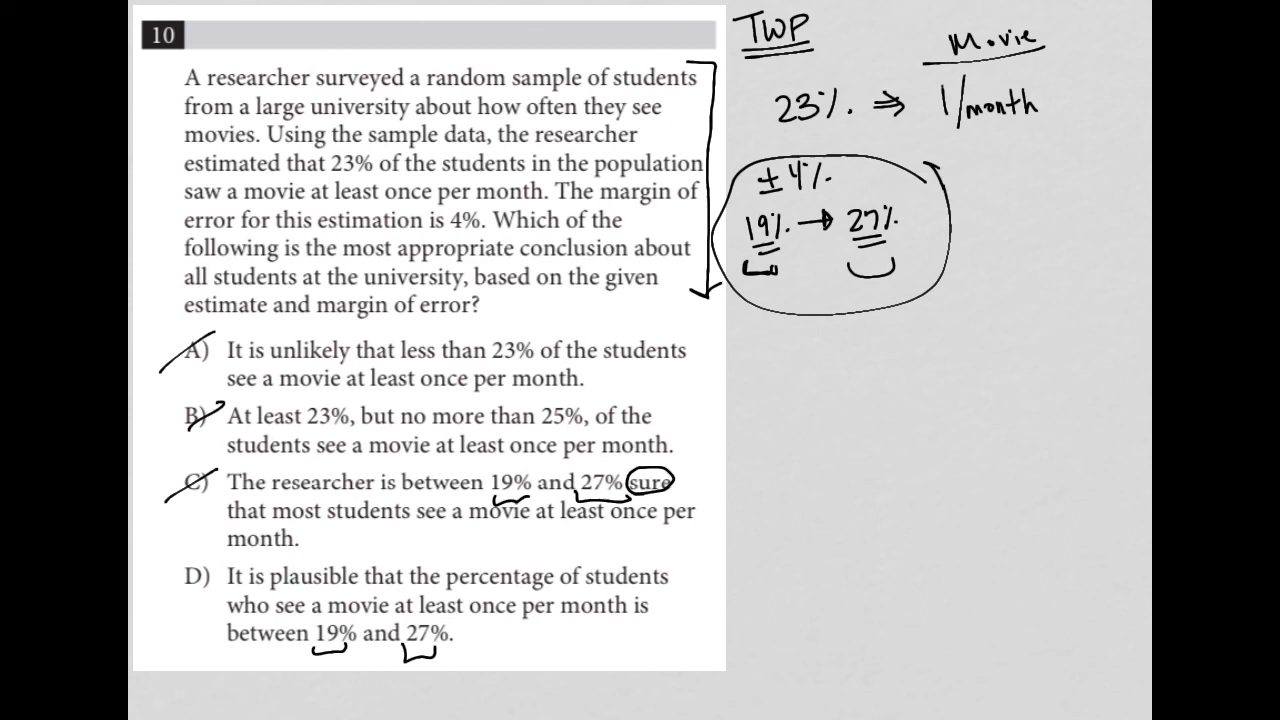 10
A researcher surveyed a random sample of students
from a large university about how often they see
movies. Using the sample data, the researcher
estimated that 23% of the students in the population
saw a movie at least once per month. The margin of
error for this estimation is 4%. Which of the
following is the most appropriate conclusion about
all students at the university, based on the given
estimate and margin of error?
A) It is unlikely that less than 23% of the students
see a movie at least once per month.
B) At least 23%, but no more than 25%, of the
students see a movie at least once per month.
C) The researcher is between 19% and 27% sure
that most students see a movie at least once per
month.
D) It is plausible that the percentage of students
who see a movie at least once per month is
between 19% and 27%.
TWP
Movie
23% ⇒ 1/month
± 4%
19% → 27%